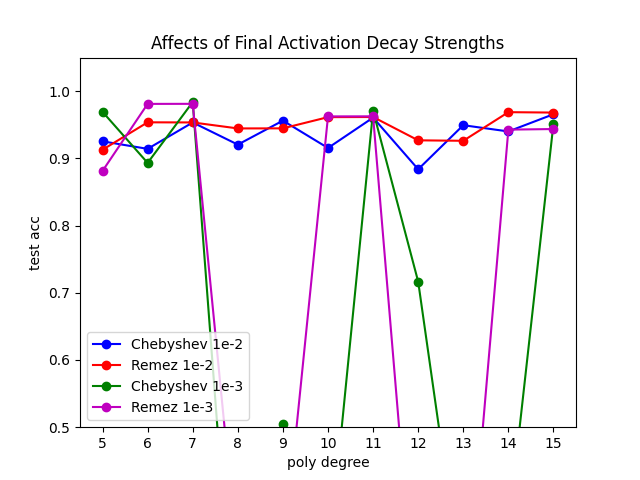 Affects of Final Activation Decay Strengths
test acc
1.0
0.9
0.8
0.7
0.6
0.5
Chebyshev 1e-2
Remez 1e-2
Chebyshev 1e-3
Remez 1e-3
5 6 7 8 9 10 11 12 13 14 15
poly degree